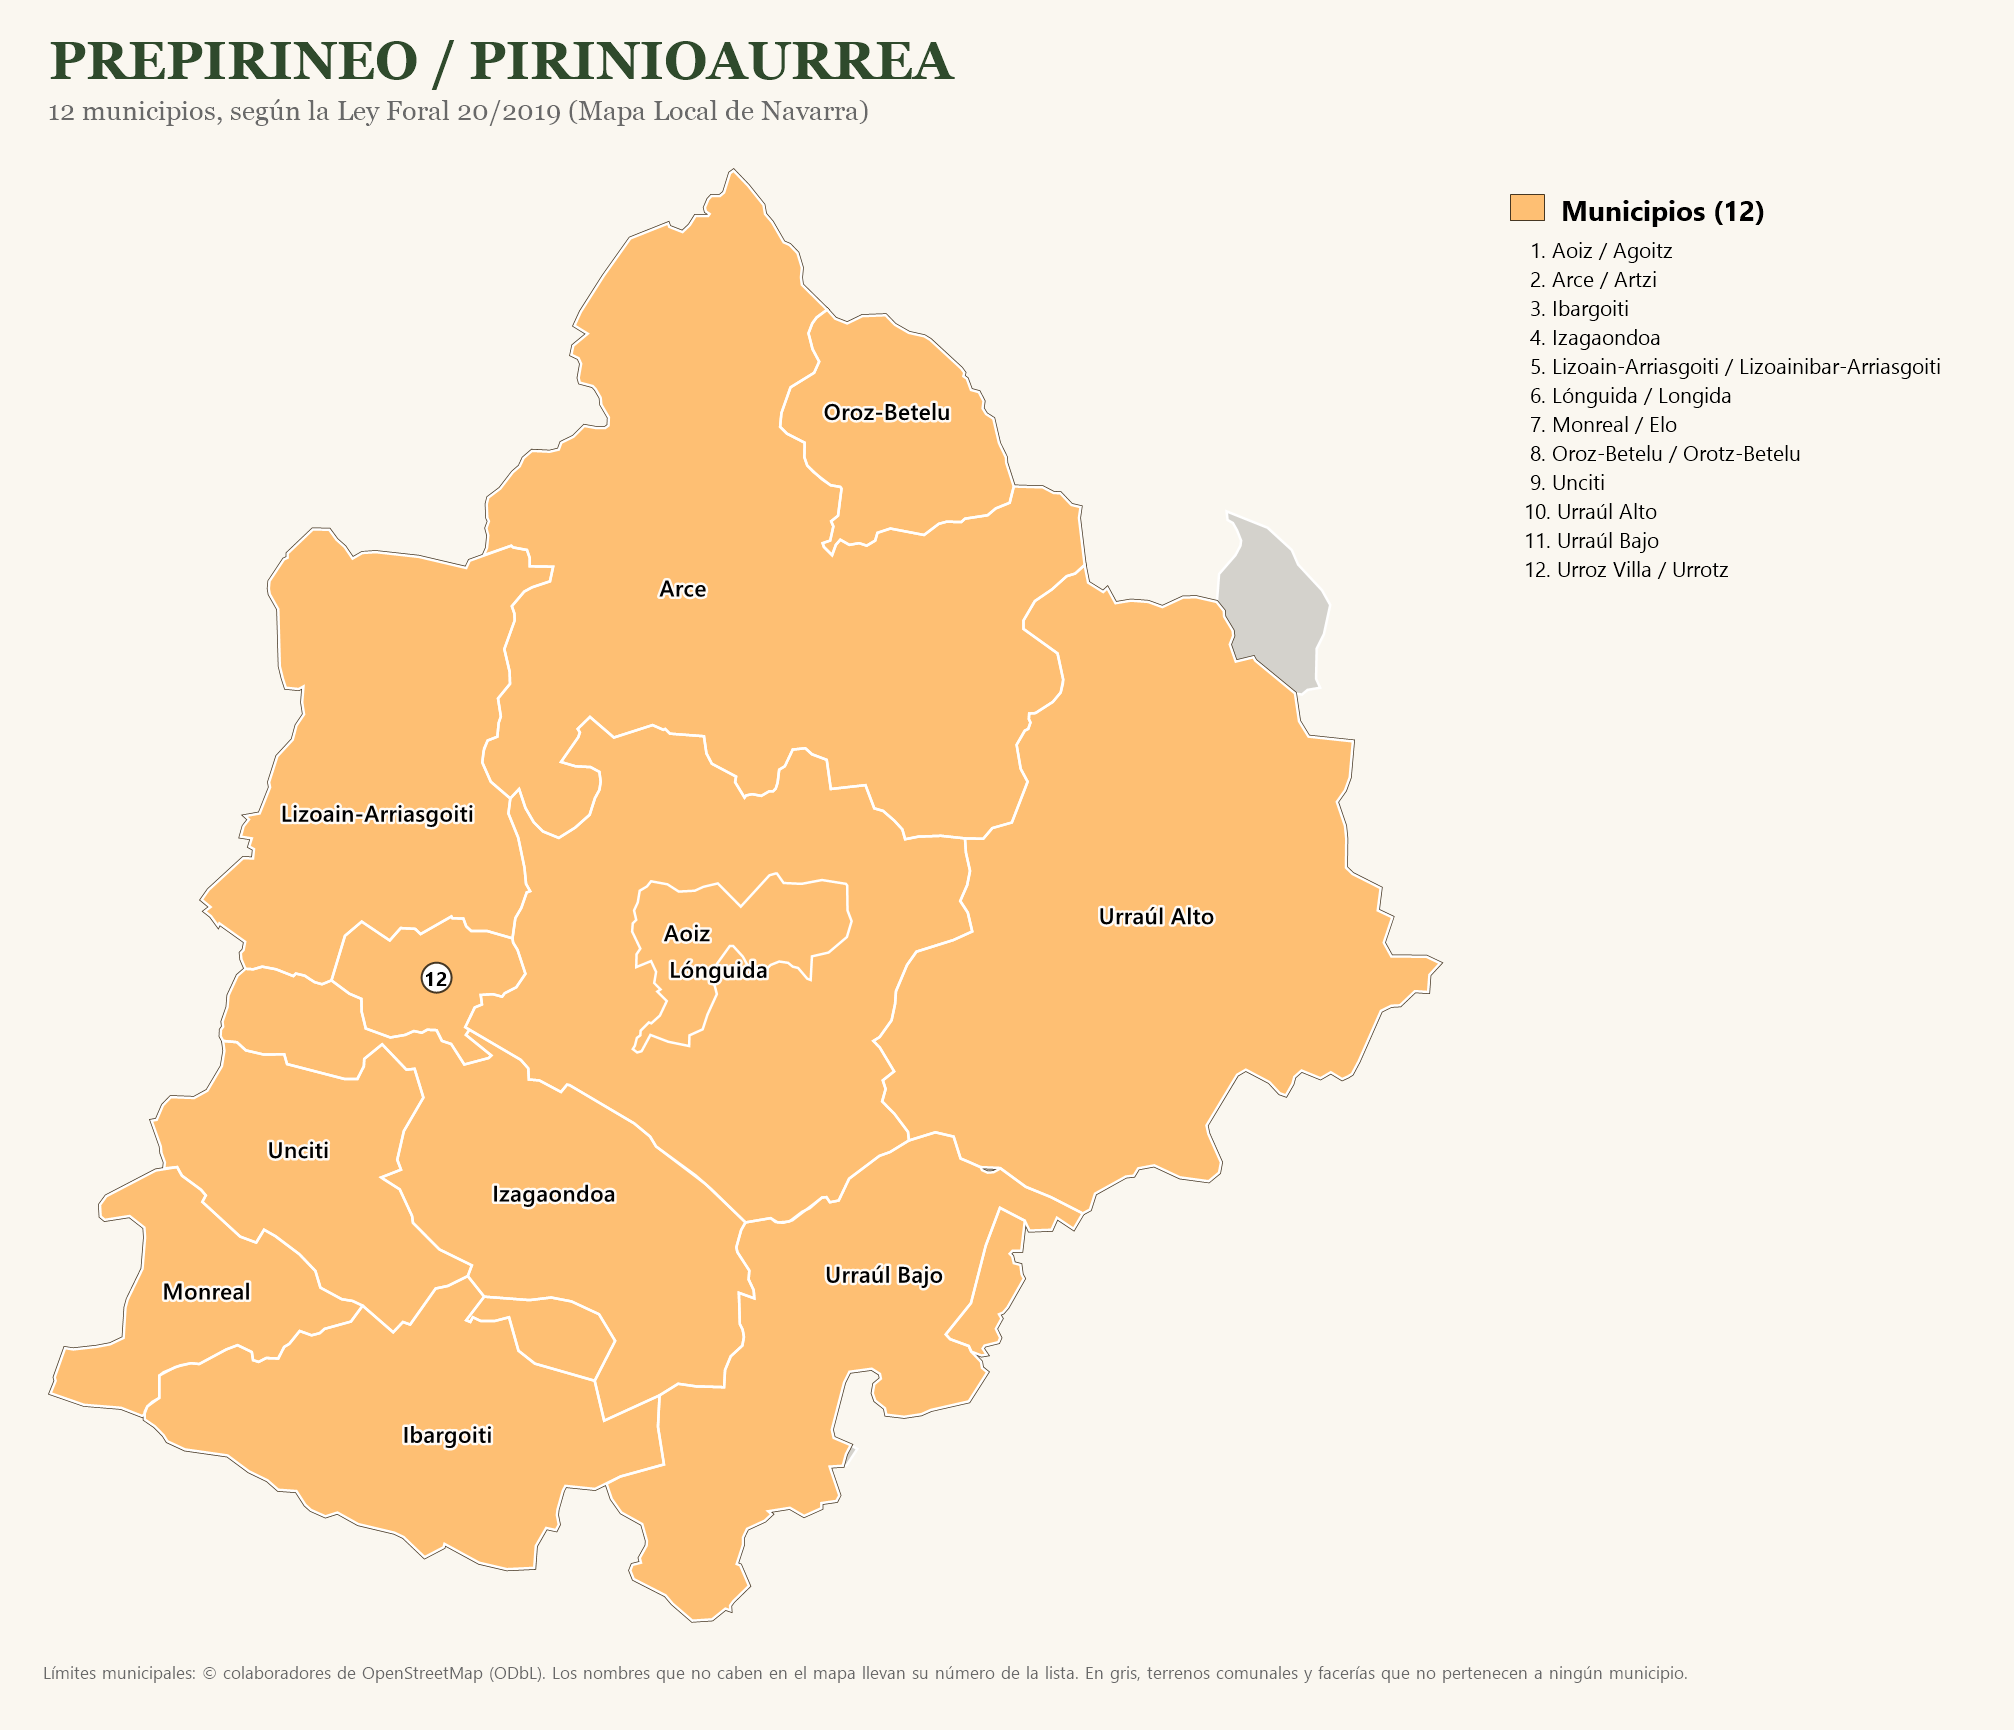 PREPIRINEO / PIRINIOAURREA
12 municipios, según la Ley Foral 20/2019 (Mapa Local de Navarra)
Municipios (12)
1. Aoiz / Agoitz
2. Arce / Artzi
3. Ibargoiti
4. Izagaondoa
5. Lizoain-Arriasgoiti / Lizoainibar-Arriasgoiti
6. Lónguida / Longida
7. Monreal / Elo
8. Oroz-Betelu / Orotz-Betelu
9. Unciti
10. Urraúl Alto
11. Urraúl Bajo
12. Urroz Villa / Urrotz
Oroz-Betelu
Arce
Lizoain-Arriasgoiti
Urraúl Alto
Aoiz
Lónguida
12
Unciti
Izagaondoa
Urraúl Bajo
Monreal
Ibargoiti
Límites municipales: © colaboradores de OpenStreetMap (ODbL). Los nombres que no caben en el mapa llevan su número de la lista. En gris, terrenos comunales y facerías que no pertenecen a ningún municipio.